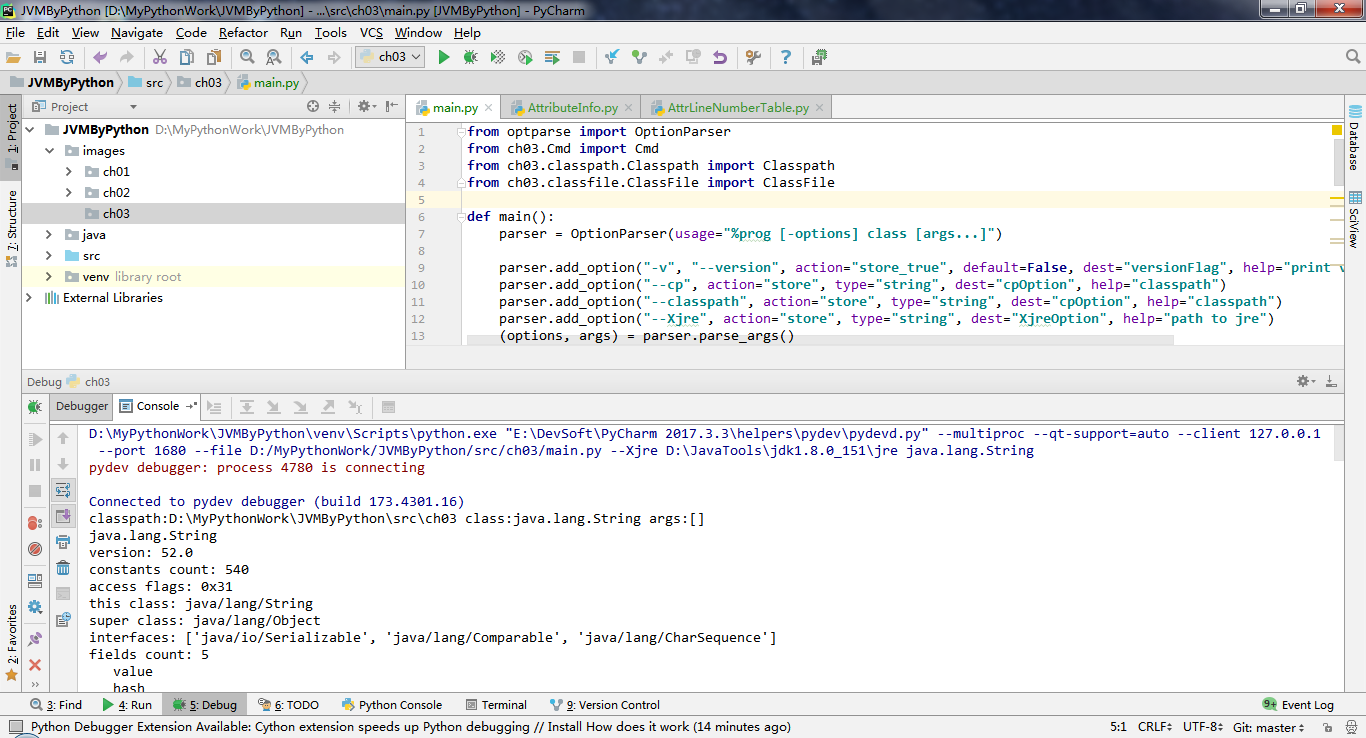 JVMByPython [D:\MyPythonWork\JVMByPython] - ...\src\ch03\main.py [JVMByPython] - PyCharm
File Edit View Navigate Code Refactor Run Tools VCS Window Help
ch03
JVMByPython src ch03 main.py
1: Project
7: Structure
2: Favorites
Project
JVMByPython D:\MyPythonWork\JVMByPython
images
ch01
ch02
ch03
java
src
venv library root
External Libraries
main.py AttributeInfo.py AttrLineNumberTable.py
1 from optparse import OptionParser
2 from ch03.Cmd import Cmd
3 from ch03.classpath.Classpath import Classpath
4 from ch03.classfile.ClassFile import ClassFile
5
6 def main():
7 parser = OptionParser(usage="%prog [-options] class [args...]")
8
9 parser.add_option("-v", "--version", action="store_true", default=False, dest="versionFlag", help="print v
10 parser.add_option("--cp", action="store", type="string", dest="cpOption", help="classpath")
11 parser.add_option("--classpath", action="store", type="string", dest="cpOption", help="classpath")
12 parser.add_option("--Xjre", action="store", type="string", dest="XjreOption", help="path to jre")
13 (options, args) = parser.parse_args()
Database
SciView
Debug ch03
Debugger Console
D:\MyPythonWork\JVMByPython\venv\Scripts\python.exe "E:\DevSoft\PyCharm 2017.3.3\helpers\pydev\pydevd.py" --multiproc --qt-support=auto --client 127.0.0.1
--port 1680 --file D:/MyPythonWork/JVMByPython/src/ch03/main.py --Xjre D:\JavaTools\jdk1.8.0_151\jre java.lang.String
pydev debugger: process 4780 is connecting
Connected to pydev debugger (build 173.4301.16)
classpath:D:\MyPythonWork\JVMByPython\src\ch03 class:java.lang.String args:[]
java.lang.String
version: 52.0
constants count: 540
access flags: 0x31
this class: java/lang/String
super class: java/lang/Object
interfaces: ['java/io/Serializable', 'java/lang/Comparable', 'java/lang/CharSequence']
fields count: 5
value
hash
3: Find 4: Run 5: Debug 6: TODO Python Console Terminal 9: Version Control 9+ Event Log
Python Debugger Extension Available: Cython extension speeds up Python debugging // Install How does it work (14 minutes ago) 5:1 CRLF UTF-8 Git: master